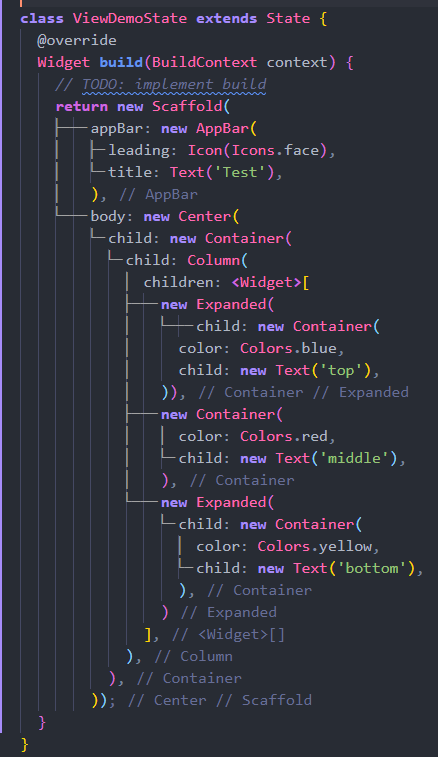 class ViewDemoState extends State {
  @override
  Widget build(BuildContext context) {
    // TODO: implement build
    return new Scaffold(
        appBar: new AppBar(
          leading: Icon(Icons.face),
          title: Text('Test'),
        ), // AppBar
        body: new Center(
          child: new Container(
            child: Column(
              children: <Widget>[
                new Expanded(
                    child: new Container(
                  color: Colors.blue,
                  child: new Text('top'),
                )), // Container // Expanded
                new Container(
                  color: Colors.red,
                  child: new Text('middle'),
                ), // Container
                new Expanded(
                  child: new Container(
                    color: Colors.yellow,
                    child: new Text('bottom'),
                  ), // Container
                ) // Expanded
              ], // <Widget>[]
            ), // Column
          ), // Container
        )); // Center // Scaffold
  }
}